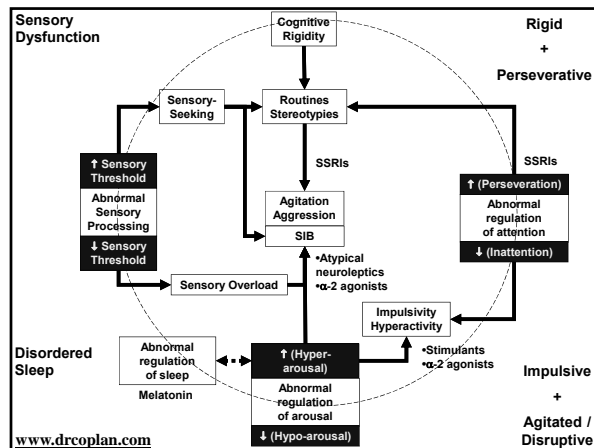 Sensory
Dysfunction
Cognitive
Rigidity
Rigid
+
Perseverative
Sensory-
Seeking
Routines
Stereotypies
SSRIs
SSRIs
↑ Sensory
Threshold
Abnormal
Sensory
Processing
↓ Sensory
Threshold
Agitation
Aggression
SIB
↑ (Perseveration)
Abnormal
regulation
of attention
↓ (Inattention)
•Atypical
neuroleptics
•α-2 agonists
Sensory Overload
Impulsivity
Hyperactivity
•Stimulants
•α-2 agonists
Disordered
Sleep
Abnormal
regulation
of sleep
Melatonin
↑ (Hyper-
arousal)
Abnormal
regulation
of arousal
↓ (Hypo-arousal)
Impulsive
+
Agitated /
Disruptive
www.drcoplan.com